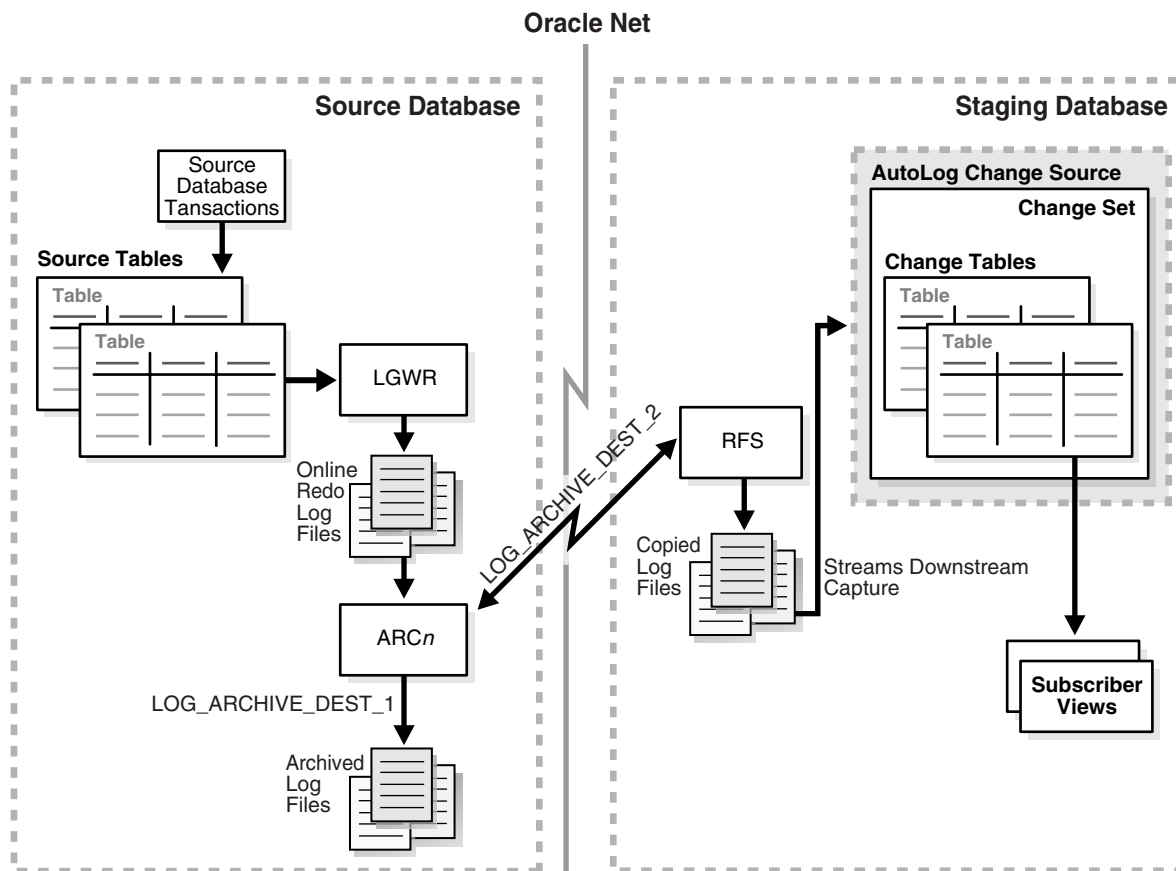 Oracle Net
Source Database
Source
Database
Tansactions
Source Tables
Table
Table
LGWR
Online
Redo
Log
Files
ARCn
LOG_ARCHIVE_DEST_1
Archived
Log
Files
LOG_ARCHIVE_DEST_2
Staging Database
AutoLog Change Source
Change Set
Change Tables
Table
Table
RFS
Copied
Log
Files
Streams Downstream
Capture
Subscriber
Views